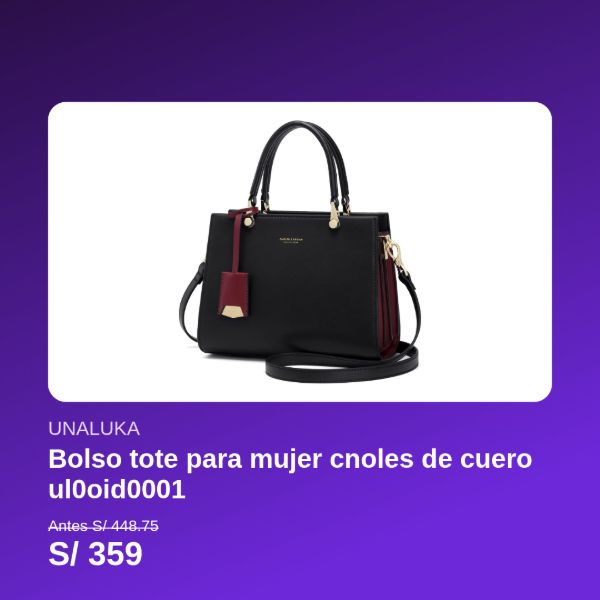 UNALUKA
Bolso tote para mujer cnoles de cuero
ul0oid0001
Antes S/ 448.75
S/ 359